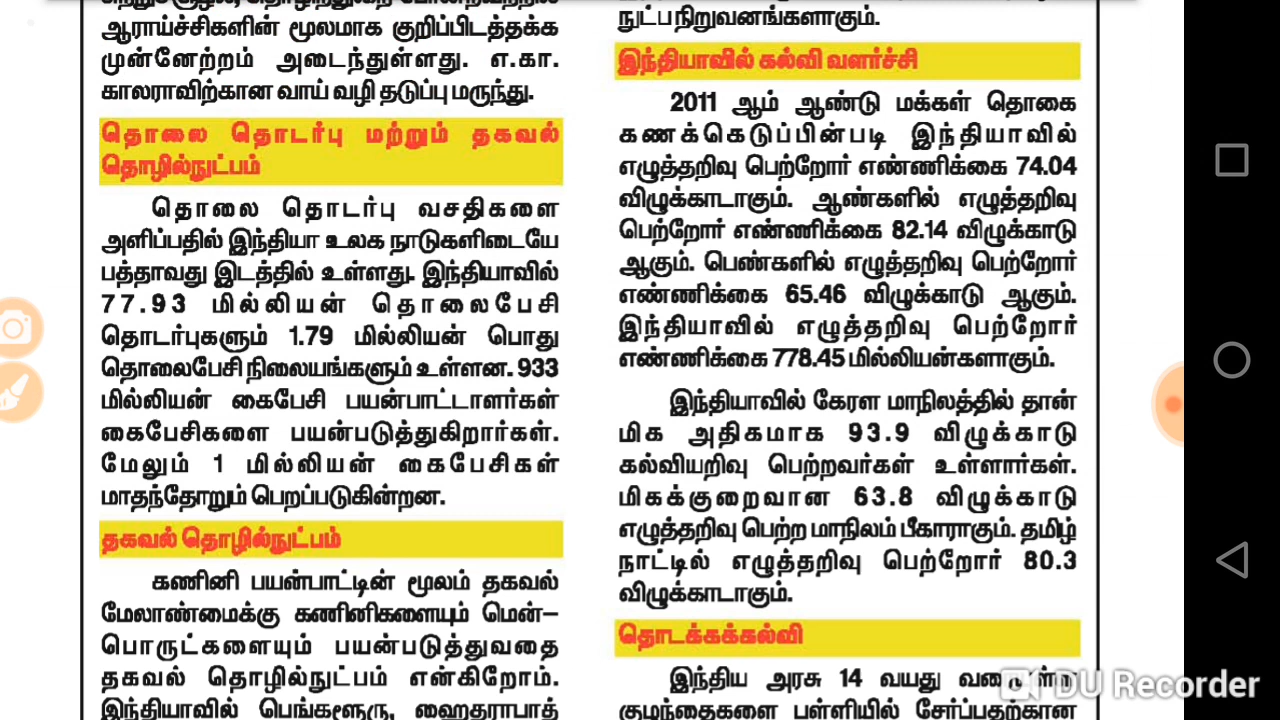 ஆராய்ச்சிகளின் மூலமாக குறிப்பிடத்தக்க
முன்னேற்றம் அடைந்துள்ளது. எ.கா.
காலராவிற்கான வாய் வழி தடுப்பு மருந்து.
தொலை தொடர்பு மற்றும் தகவல்
தொழில்நுட்பம்
தொலை தொடர்பு வசதிகளை
அளிப்பதில் இந்தியா உலக நாடுகளிடையே
பத்தாவது இடத்தில் உள்ளது. இந்தியாவில்
77.93 மில்லியன் தொலைபேசி
தொடர்புகளும் 1.79 மில்லியன் பொது
தொலைபேசி நிலையங்களும் உள்ளன. 933
மில்லியன் கைபேசி பயன்பாட்டாளர்கள்
கைபேசிகளை பயன்படுத்துகிறார்கள்.
மேலும் 1 மில்லியன் கைபேசிகள்
மாதந்தோறும் பெறப்படுகின்றன.
தகவல் தொழில்நுட்பம்
கணினி பயன்பாட்டின் மூலம் தகவல்
மேலாண்மைக்கு கணினிகளையும் மென்–
பொருட்களையும் பயன்படுத்துவதை
தகவல் தொழில்நுட்பம் என்கிறோம்.
இந்தியாவில் பெங்களூரு, ஹைதராபாத்
நுட்ப நிறுவனங்களாகும்.
இந்தியாவில் கல்வி வளர்ச்சி
2011 ஆம் ஆண்டு மக்கள் தொகை
கணக்கெடுப்பின்படி இந்தியாவில்
எழுத்தறிவு பெற்றோர் எண்ணிக்கை 74.04
விழுக்காடாகும். ஆண்களில் எழுத்தறிவு
பெற்றோர் எண்ணிக்கை 82.14 விழுக்காடு
ஆகும். பெண்களில் எழுத்தறிவு பெற்றோர்
எண்ணிக்கை 65.46 விழுக்காடு ஆகும்.
இந்தியாவில் எழுத்தறிவு பெற்றோர்
எண்ணிக்கை 778.45 மில்லியன்களாகும்.
இந்தியாவில் கேரள மாநிலத்தில் தான்
மிக அதிகமாக 93.9 விழுக்காடு
கல்வியறிவு பெற்றவர்கள் உள்ளார்கள்.
மிகக்குறைவான 63.8 விழுக்காடு
எழுத்தறிவு பெற்ற மாநிலம் பீகாராகும். தமிழ்
நாட்டில் எழுத்தறிவு பெற்றோர் 80.3
விழுக்காடாகும்.
தொடக்கக்கல்வி
இந்திய அரசு 14 வயது
குழந்தைகளை பள்ளியில் சேர்ப்பதற்கான
DU Recorder